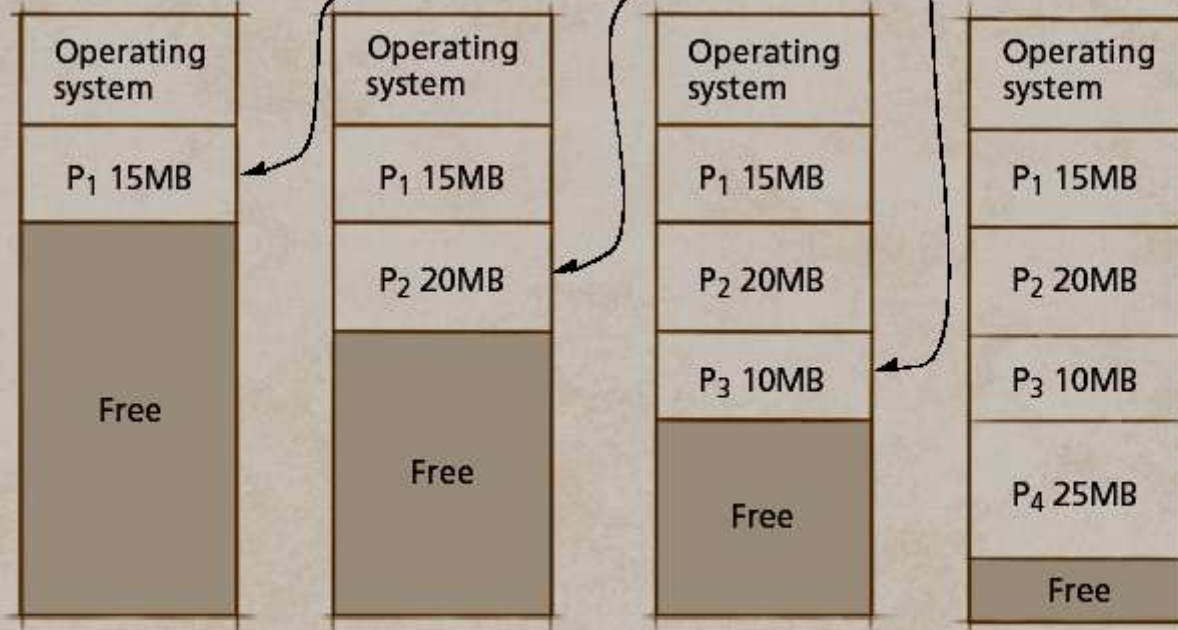 Operating
system
P₁ 15MB
Free
Operating
system
P₁ 15MB
P₂ 20MB
Free
Operating
system
P₁ 15MB
P₂ 20MB
P₃ 10MB
Free
Operating
system
P₁ 15MB
P₂ 20MB
P₃ 10MB
P₄ 25MB
Free